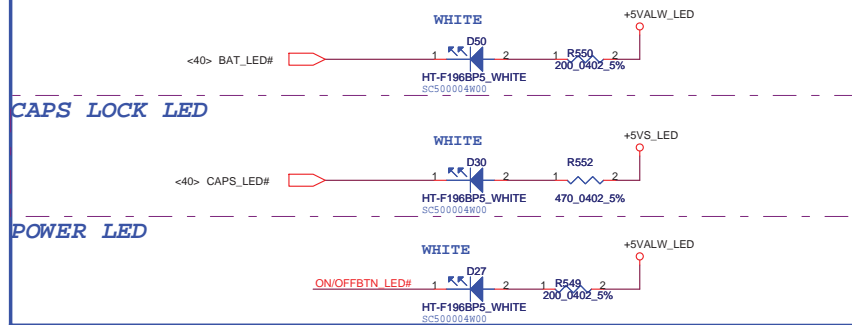 WHITE
+5VALW_LED
D50
<40> BAT_LED#
1
2
1
R550
2
200_0402_5%
HT-F196BP5_WHITE
SC500004W00
CAPS LOCK LED
WHITE
+5VS_LED
D30
R552
<40> CAPS_LED#
1
2
1
2
HT-F196BP5_WHITE
470_0402_5%
SC500004W00
POWER LED
WHITE
+5VALW_LED
D27
ON/OFFBTN_LED#
1
2
1
R549
2
200_0402_5%
HT-F196BP5_WHITE
SC500004W00